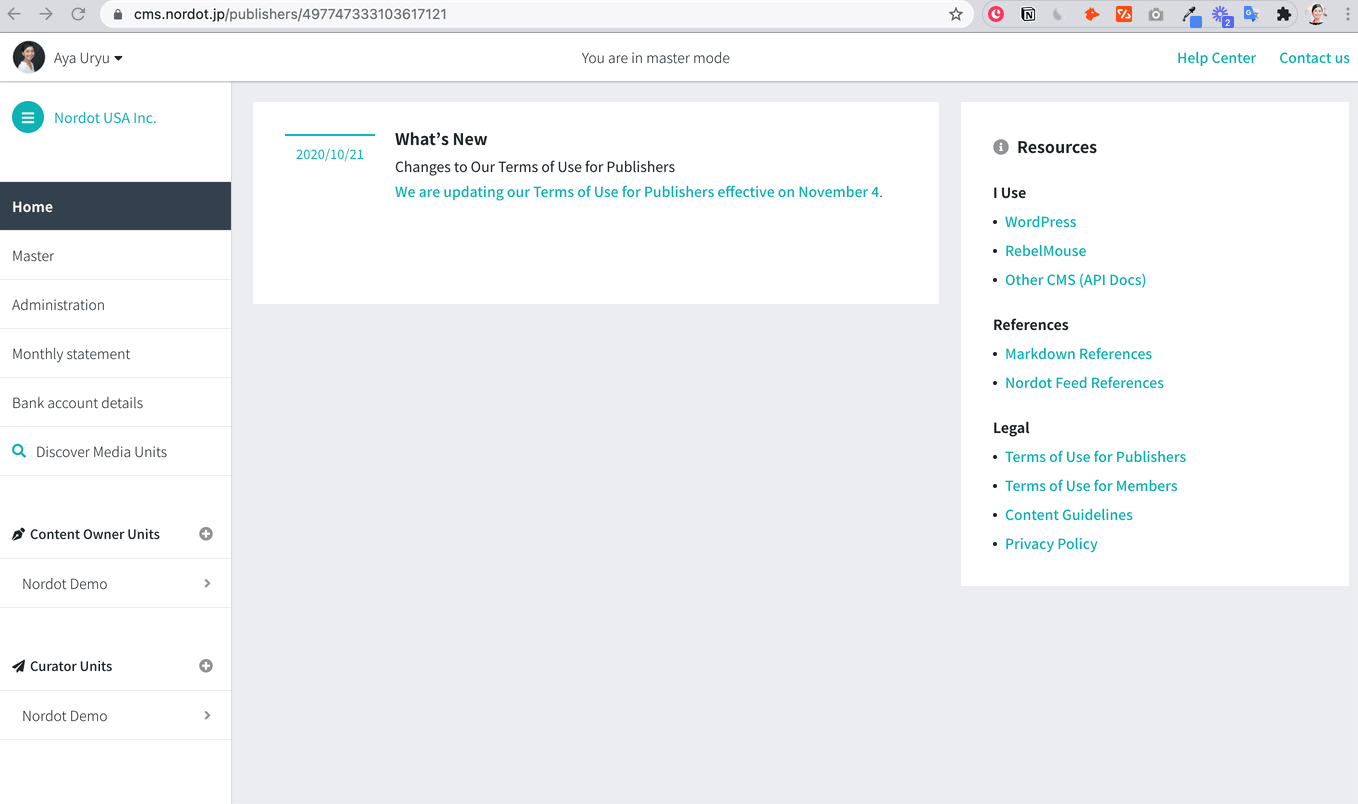 cms.nordot.jp/publishers/497747333103617121
2
Aya Uryu
You are in master mode
Help Center
Contact us
Nordot USA Inc.
Home
Master
Administration
Monthly statement
Bank account details
Discover Media Units
Content Owner Units
Nordot Demo
Curator Units
Nordot Demo
2020/10/21
What’s New
Changes to Our Terms of Use for Publishers
We are updating our Terms of Use for Publishers effective on November 4.
Resources
I Use
• WordPress
• RebelMouse
• Other CMS (API Docs)
References
• Markdown References
• Nordot Feed References
Legal
• Terms of Use for Publishers
• Terms of Use for Members
• Content Guidelines
• Privacy Policy